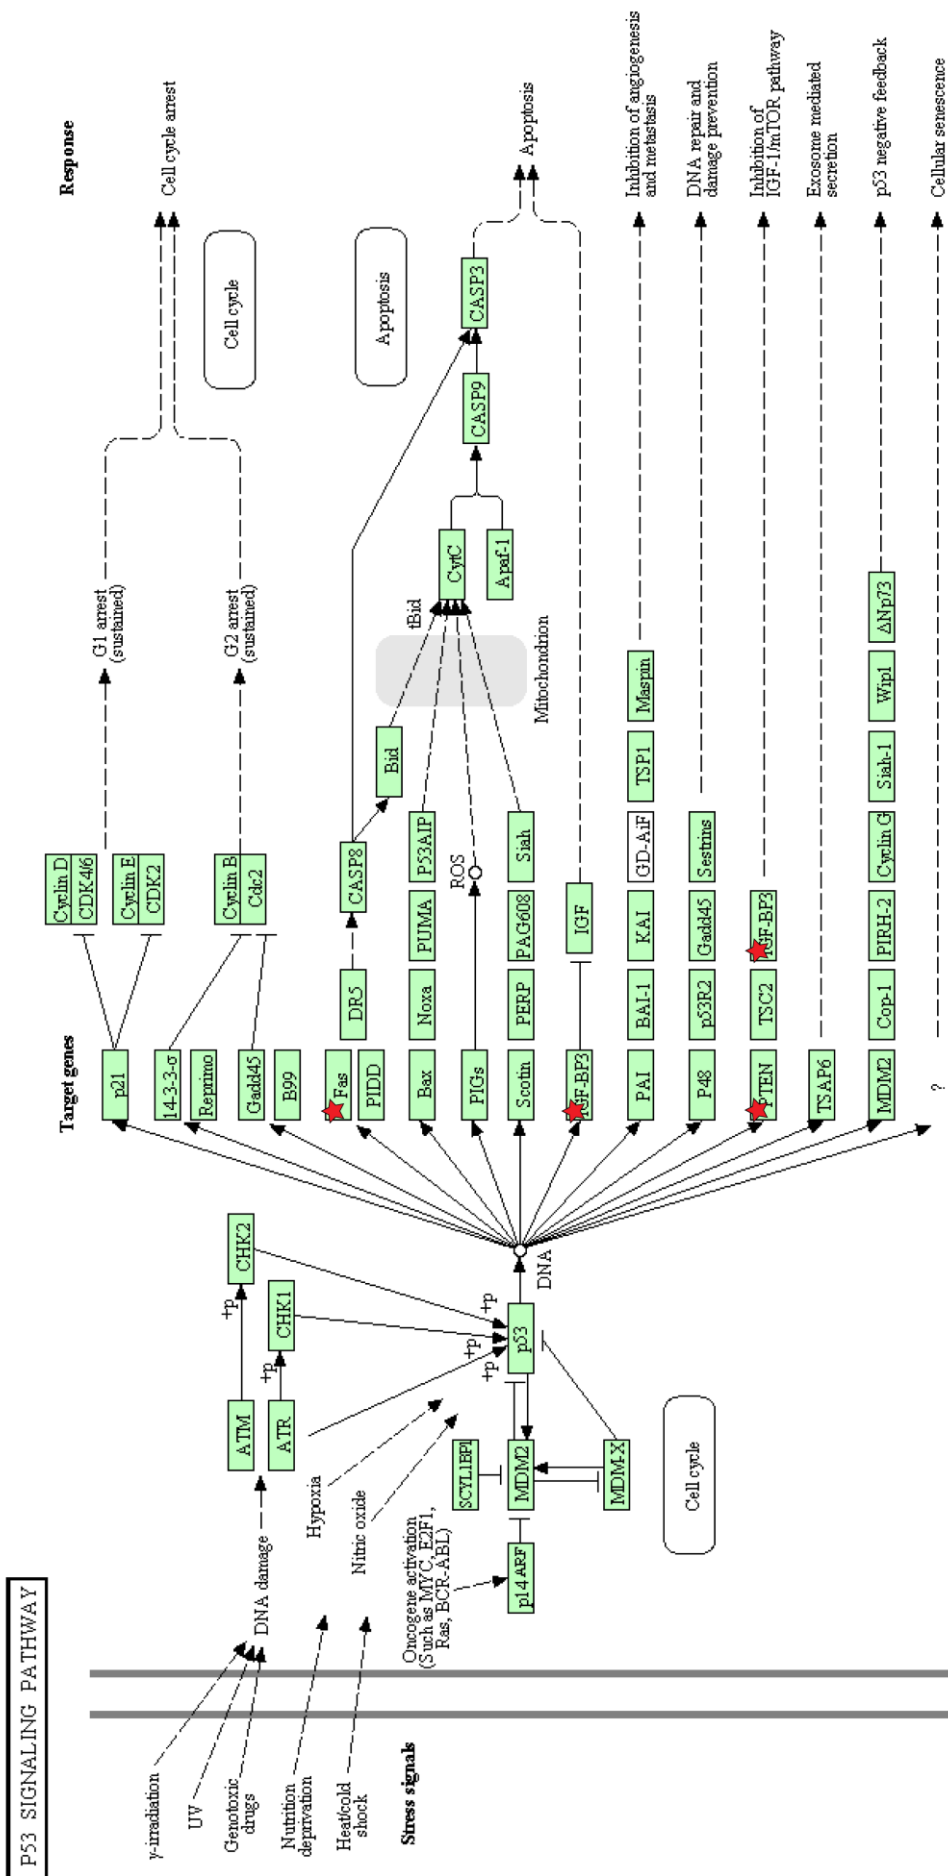 P53 SIGNALING PATHWAY
Stress signals
γ-irradiation
UV
Genotoxic
drugs
Nutrition
deprivation
Heat/cold
shock
DNA damage
Hypoxia
Nitric oxide
Oncogene activation
(Such as MYC, E2F1,
Ras, BCR-ABL)
p14ARF
ATM
ATR
+p
+p
CHK2
CHK1
SCYL1BP1
MDM2
MDM-X
+p
+p
+p
p53
DNA
Cell cycle
Target genes
p21
Cyclin D
CDK4/6
Cyclin E
CDK2
14-3-3-σ
Reprimo
Gadd45
B99
Cyclin B
Cdc2
G1 arrest
(sustained)
G2 arrest
(sustained)
Response
Cell cycle arrest
Cell cycle
Fas
PIDD
DR5
CASP8
Bid
tBid
Bax
Noxa
PUMA
P53AIP
PIGs
ROS
Scotin
PERP
PAG608
Siah
Mitochondrion
CytC
Apaf-1
CASP9
CASP3
Apoptosis
Apoptosis
GF-BP3
IGF
PAI
BAI-1
KAI
GD-AiF
TSP1
Maspin
Inhibition of angiogenesis
and metastasis
P48
p53R2
Gadd45
Sestrins
DNA repair and
damage prevention
PTEN
TSC2
GF-BP3
Inhibition of
IGF-1/mTOR pathway
TSAP6
Exosome mediated
secretion
MDM2
Cop-1
PIRH-2
Cyclin G
Siah-1
Wip1
ΔNp73
p53 negative feedback
?
Cellular senescence